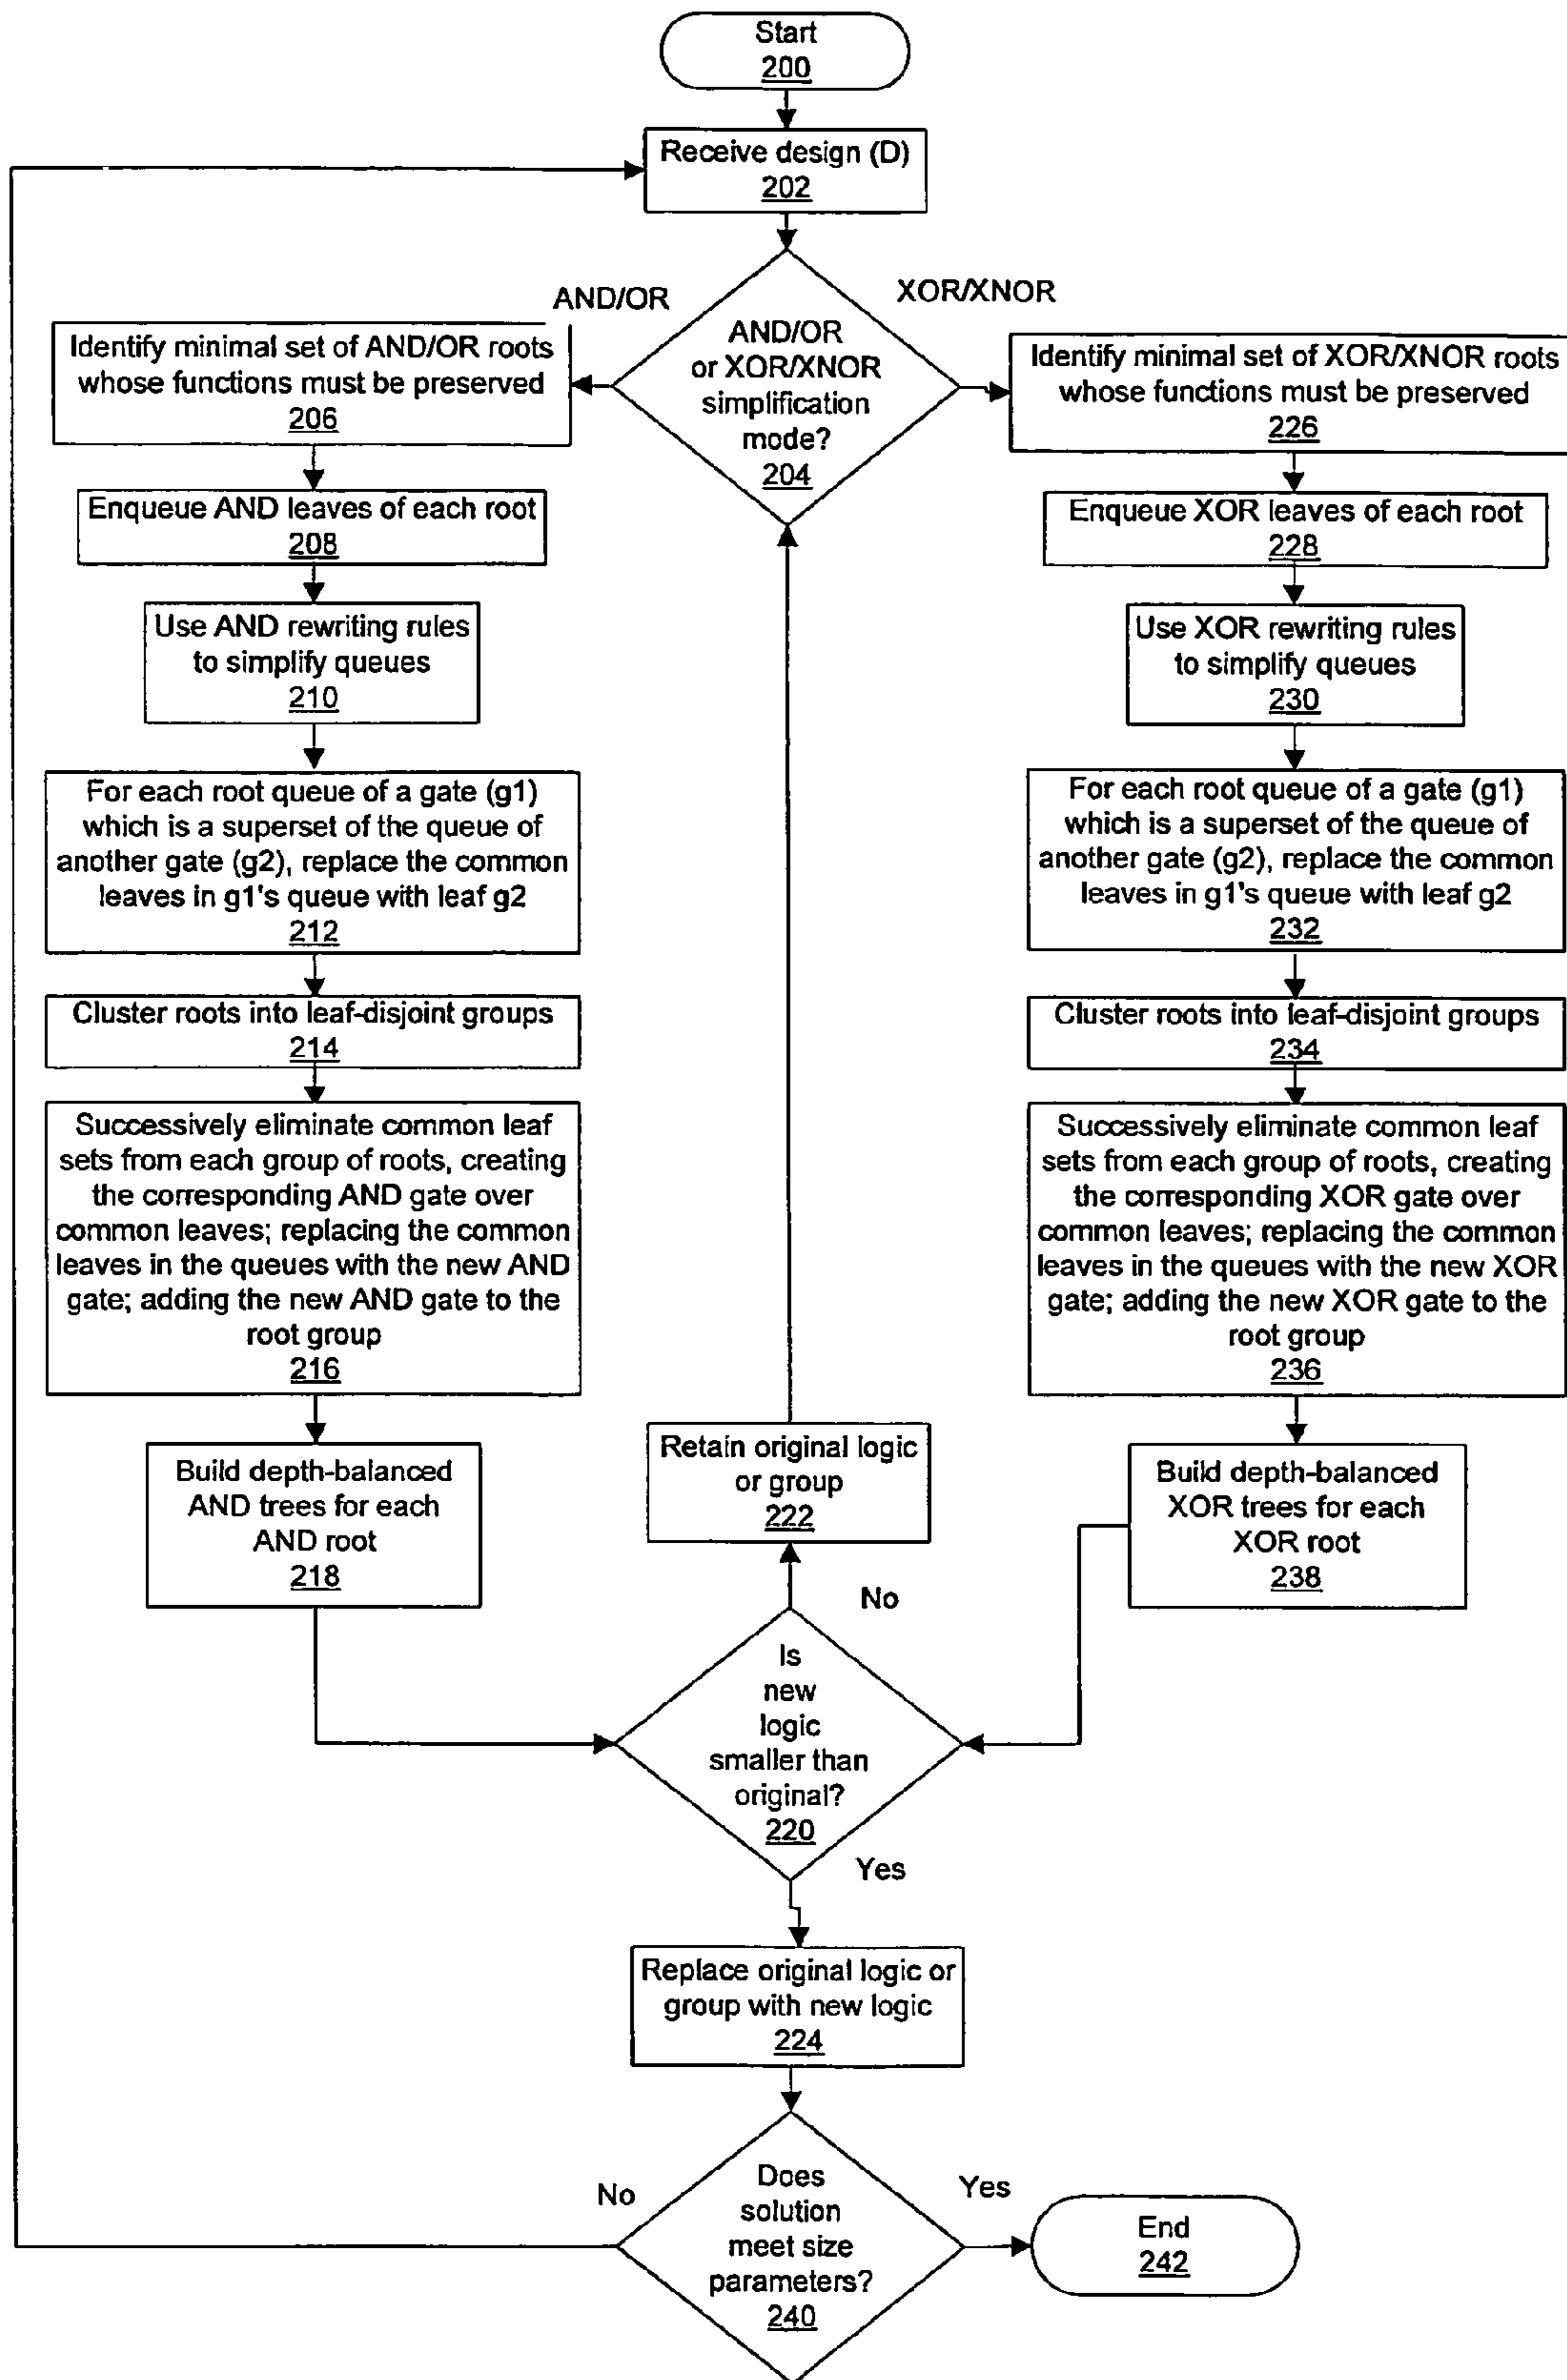 Start
200
Receive design (D)
202
AND/OR
XOR/XNOR
AND/OR
or XOR/XNOR
simplification
mode?
204
Identify minimal set of AND/OR roots
whose functions must be preserved
206
Enqueue AND leaves of each root
208
Use AND rewriting rules
to simplify queues
210
For each root queue of a gate (g1)
which is a superset of the queue of
another gate (g2), replace the common
leaves in g1's queue with leaf g2
212
Cluster roots into leaf-disjoint groups
214
Successively eliminate common leaf
sets from each group of roots, creating
the corresponding AND gate over
common leaves; replacing the common
leaves in the queues with the new AND
gate; adding the new AND gate to the
root group
216
Build depth-balanced
AND trees for each
AND root
218
Identify minimal set of XOR/XNOR roots
whose functions must be preserved
226
Enqueue XOR leaves of each root
228
Use XOR rewriting rules
to simplify queues
230
For each root queue of a gate (g1)
which is a superset of the queue of
another gate (g2), replace the common
leaves in g1's queue with leaf g2
232
Cluster roots into leaf-disjoint groups
234
Successively eliminate common leaf
sets from each group of roots, creating
the corresponding XOR gate over
common leaves; replacing the common
leaves in the queues with the new XOR
gate; adding the new XOR gate to the
root group
236
Build depth-balanced
XOR trees for each
XOR root
238
Retain original logic
or group
222
No
Is
new
logic
smaller than
original?
220
Yes
Replace original logic or
group with new logic
224
No
Does
solution
meet size
parameters?
240
Yes
End
242